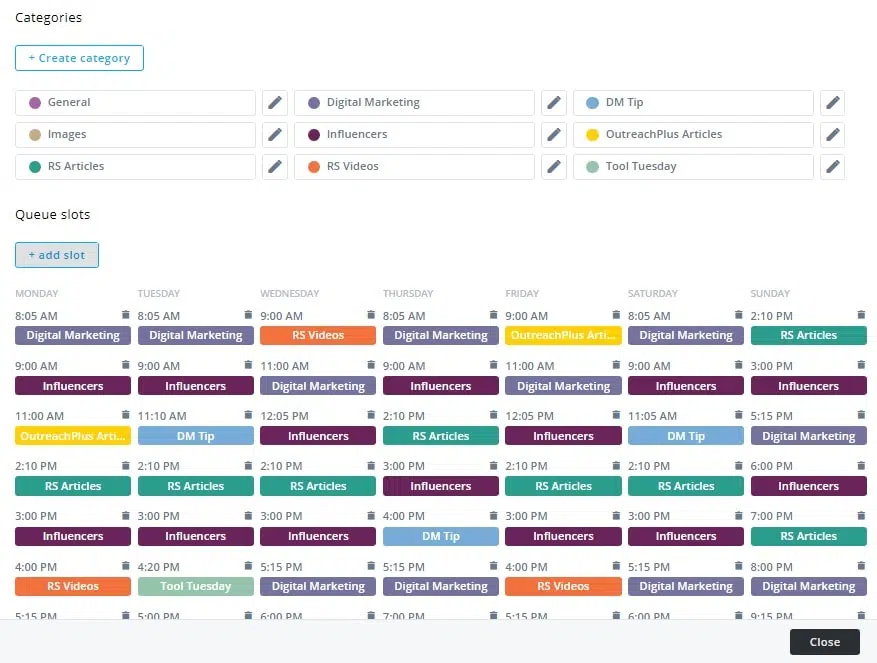 Categories
+ Create category
General Digital Marketing DM Tip
Images Influencers OutreachPlus Articles
RS Articles RS Videos Tool Tuesday
Queue slots
+ add slot
MONDAY TUESDAY WEDNESDAY THURSDAY FRIDAY SATURDAY SUNDAY
8:05 AM 8:05 AM 9:00 AM 8:05 AM 9:00 AM 8:05 AM 2:10 PM
Digital Marketing Digital Marketing RS Videos Digital Marketing OutreachPlus Arti... Digital Marketing RS Articles
9:00 AM 9:00 AM 11:00 AM 9:00 AM 11:00 AM 9:00 AM 3:00 PM
Influencers Influencers Digital Marketing Influencers Digital Marketing Influencers Influencers
11:00 AM 11:10 AM 12:05 PM 2:10 PM 12:05 PM 11:05 AM 5:15 PM
OutreachPlus Arti... DM Tip Influencers RS Articles Influencers DM Tip Digital Marketing
2:10 PM 2:10 PM 2:10 PM 3:00 PM 2:10 PM 2:10 PM 6:00 PM
RS Articles RS Articles RS Articles Influencers RS Articles RS Articles Influencers
3:00 PM 3:00 PM 3:00 PM 4:00 PM 3:00 PM 3:00 PM 7:00 PM
Influencers Influencers Influencers DM Tip Influencers Influencers RS Articles
4:00 PM 4:20 PM 5:15 PM 5:15 PM 4:00 PM 5:15 PM 8:00 PM
RS Videos Tool Tuesday Digital Marketing Digital Marketing RS Videos Digital Marketing Digital Marketing
5:15 PM 5:00 PM 6:00 PM 7:00 PM 5:15 PM 6:00 PM 9:15 PM
Close